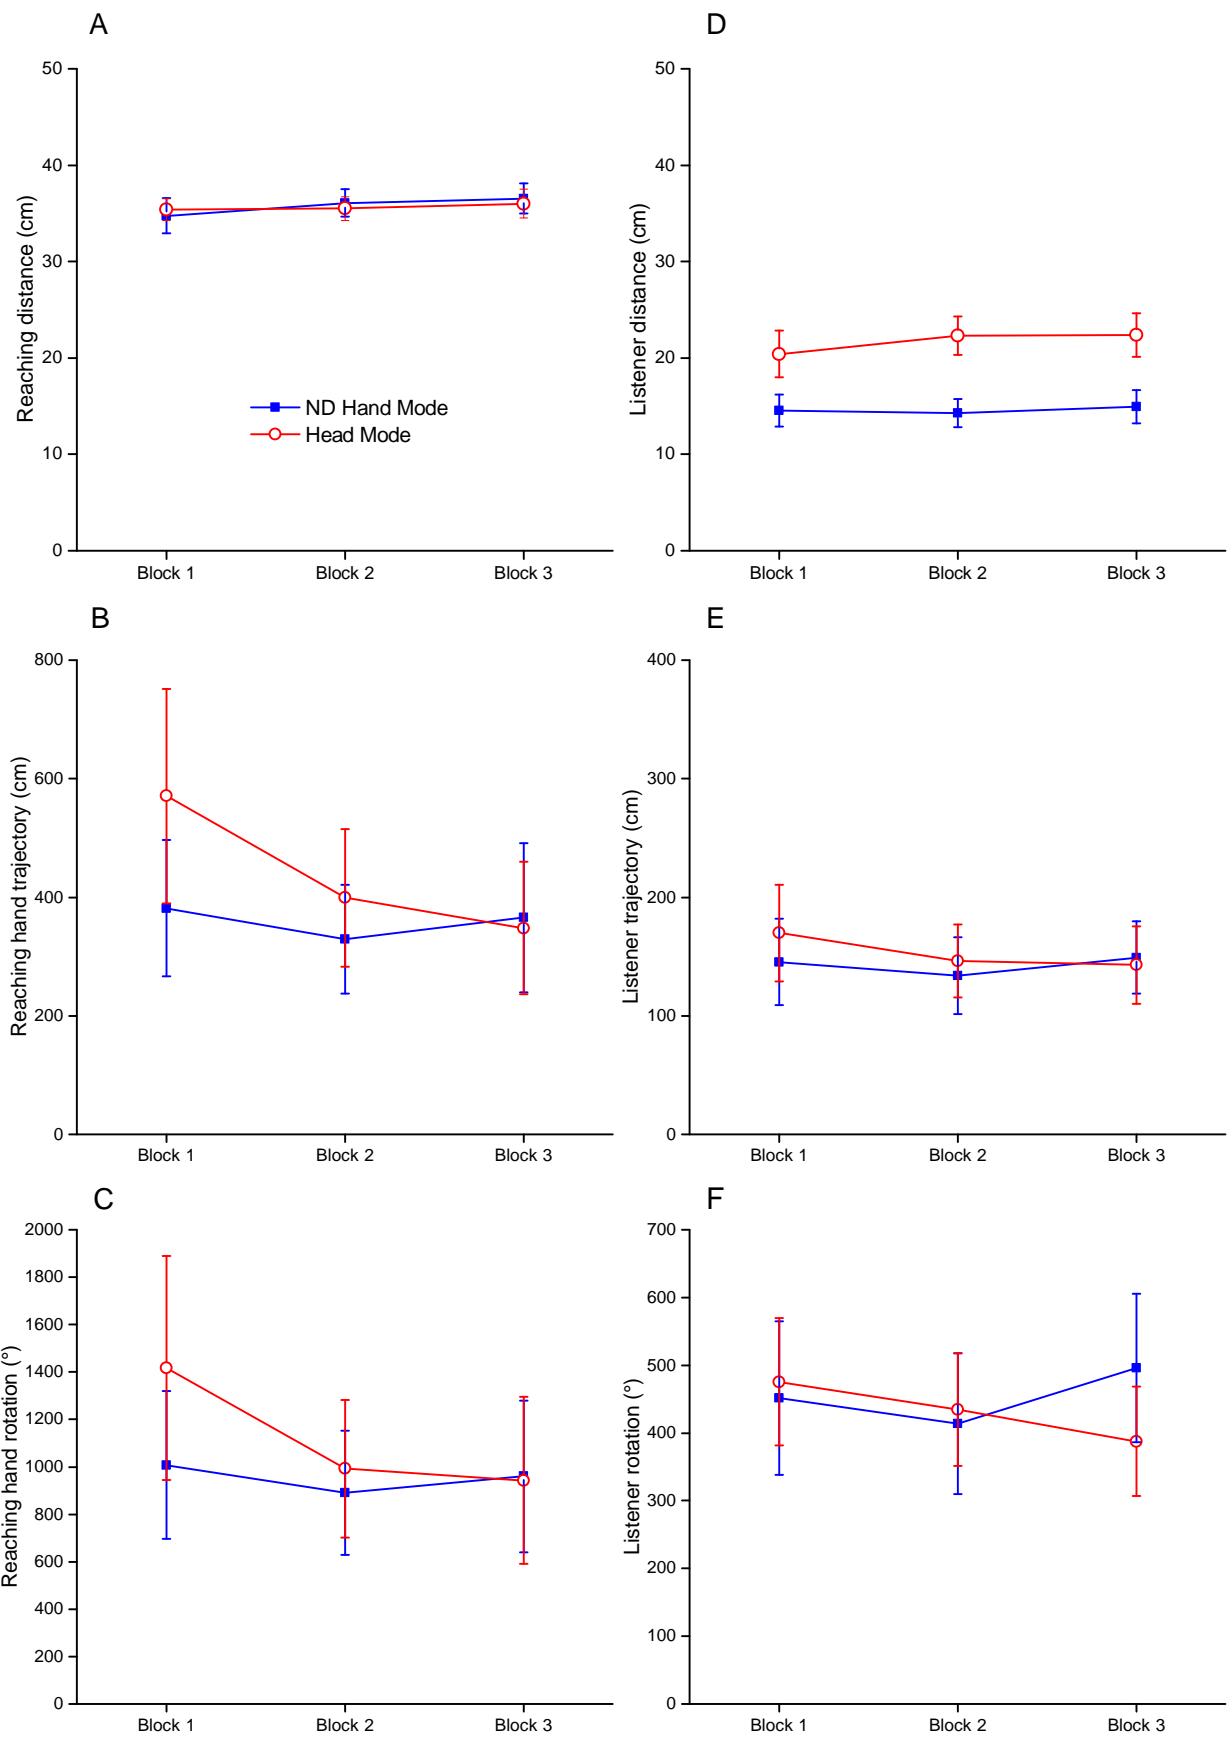 A
50
40
30
20
10
0
Reaching distance (cm)
ND Hand Mode
Head Mode
Block 1
Block 2
Block 3
D
50
40
30
20
10
0
Listener distance (cm)
Block 1
Block 2
Block 3
B
800
600
400
200
0
Reaching hand trajectory (cm)
Block 1
Block 2
Block 3
E
400
300
200
100
0
Listener trajectory (cm)
Block 1
Block 2
Block 3
C
2000
1800
1600
1400
1200
1000
800
600
400
200
0
Reaching hand rotation (°)
Block 1
Block 2
Block 3
F
700
600
500
400
300
200
100
0
Listener rotation (°)
Block 1
Block 2
Block 3